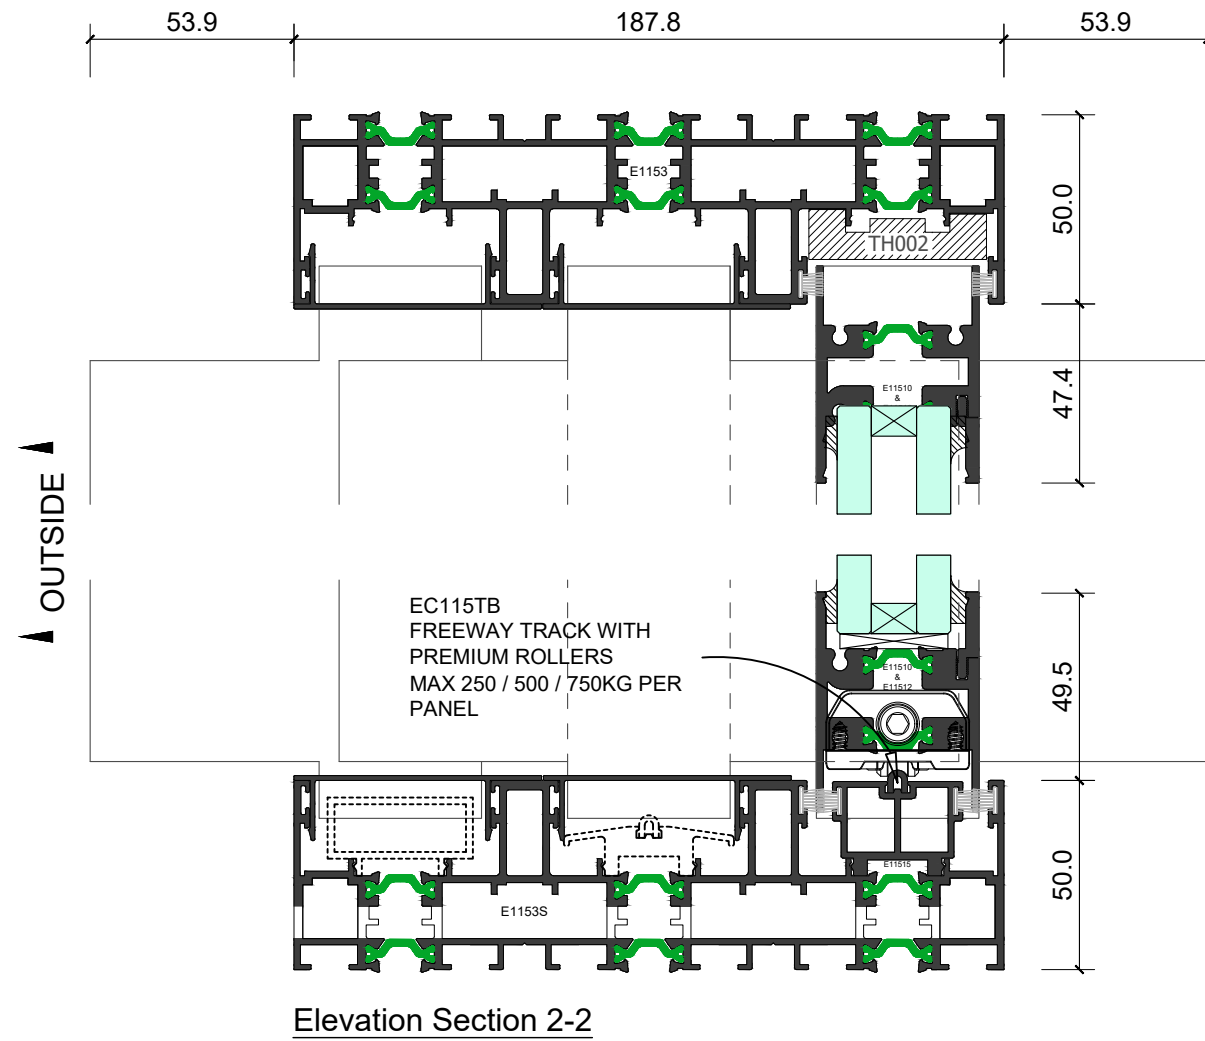 53.9
187.8
53.9
E1153
50.0
TH002
47.4
E11510
&
OUTSIDE
EC115TB
FREEWAY TRACK WITH
PREMIUM ROLLERS
MAX 250 / 500 / 750KG PER
PANEL
E11510
&
E11512
49.5
E11515
50.0
E1153S
Elevation Section 2-2